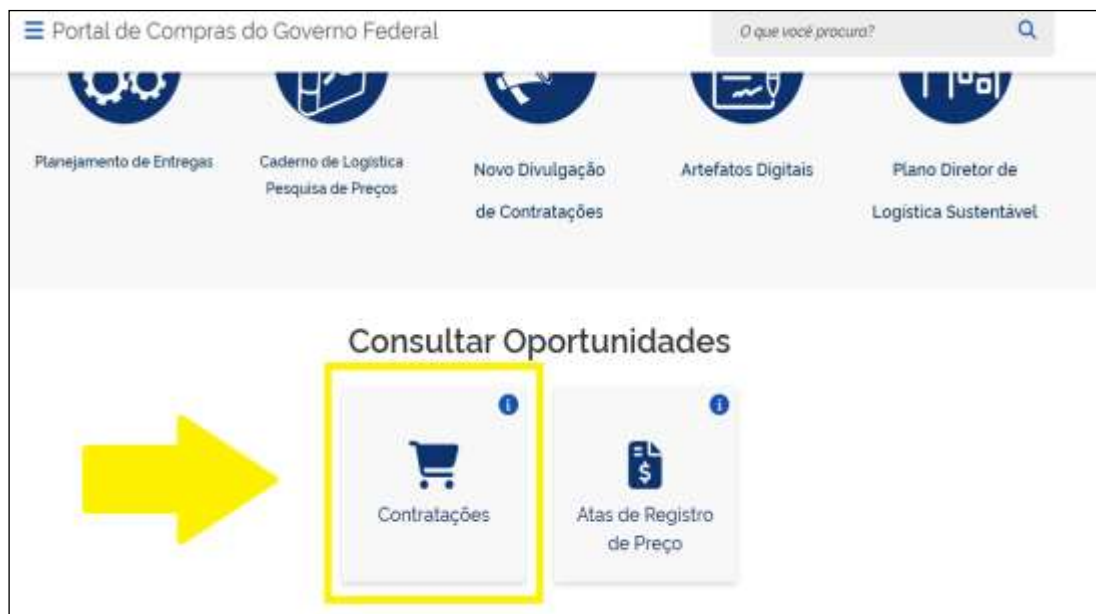 Portal de Compras do Governo Federal
O que você procura?
Planejamento de Entregas
Caderno de Logística
Pesquisa de Preços
Novo Divulgação
de Contratações
Artefatos Digitais
Plano Diretor de
Logística Sustentável
Consultar Oportunidades
Contratações
Atas de Registro
de Preço